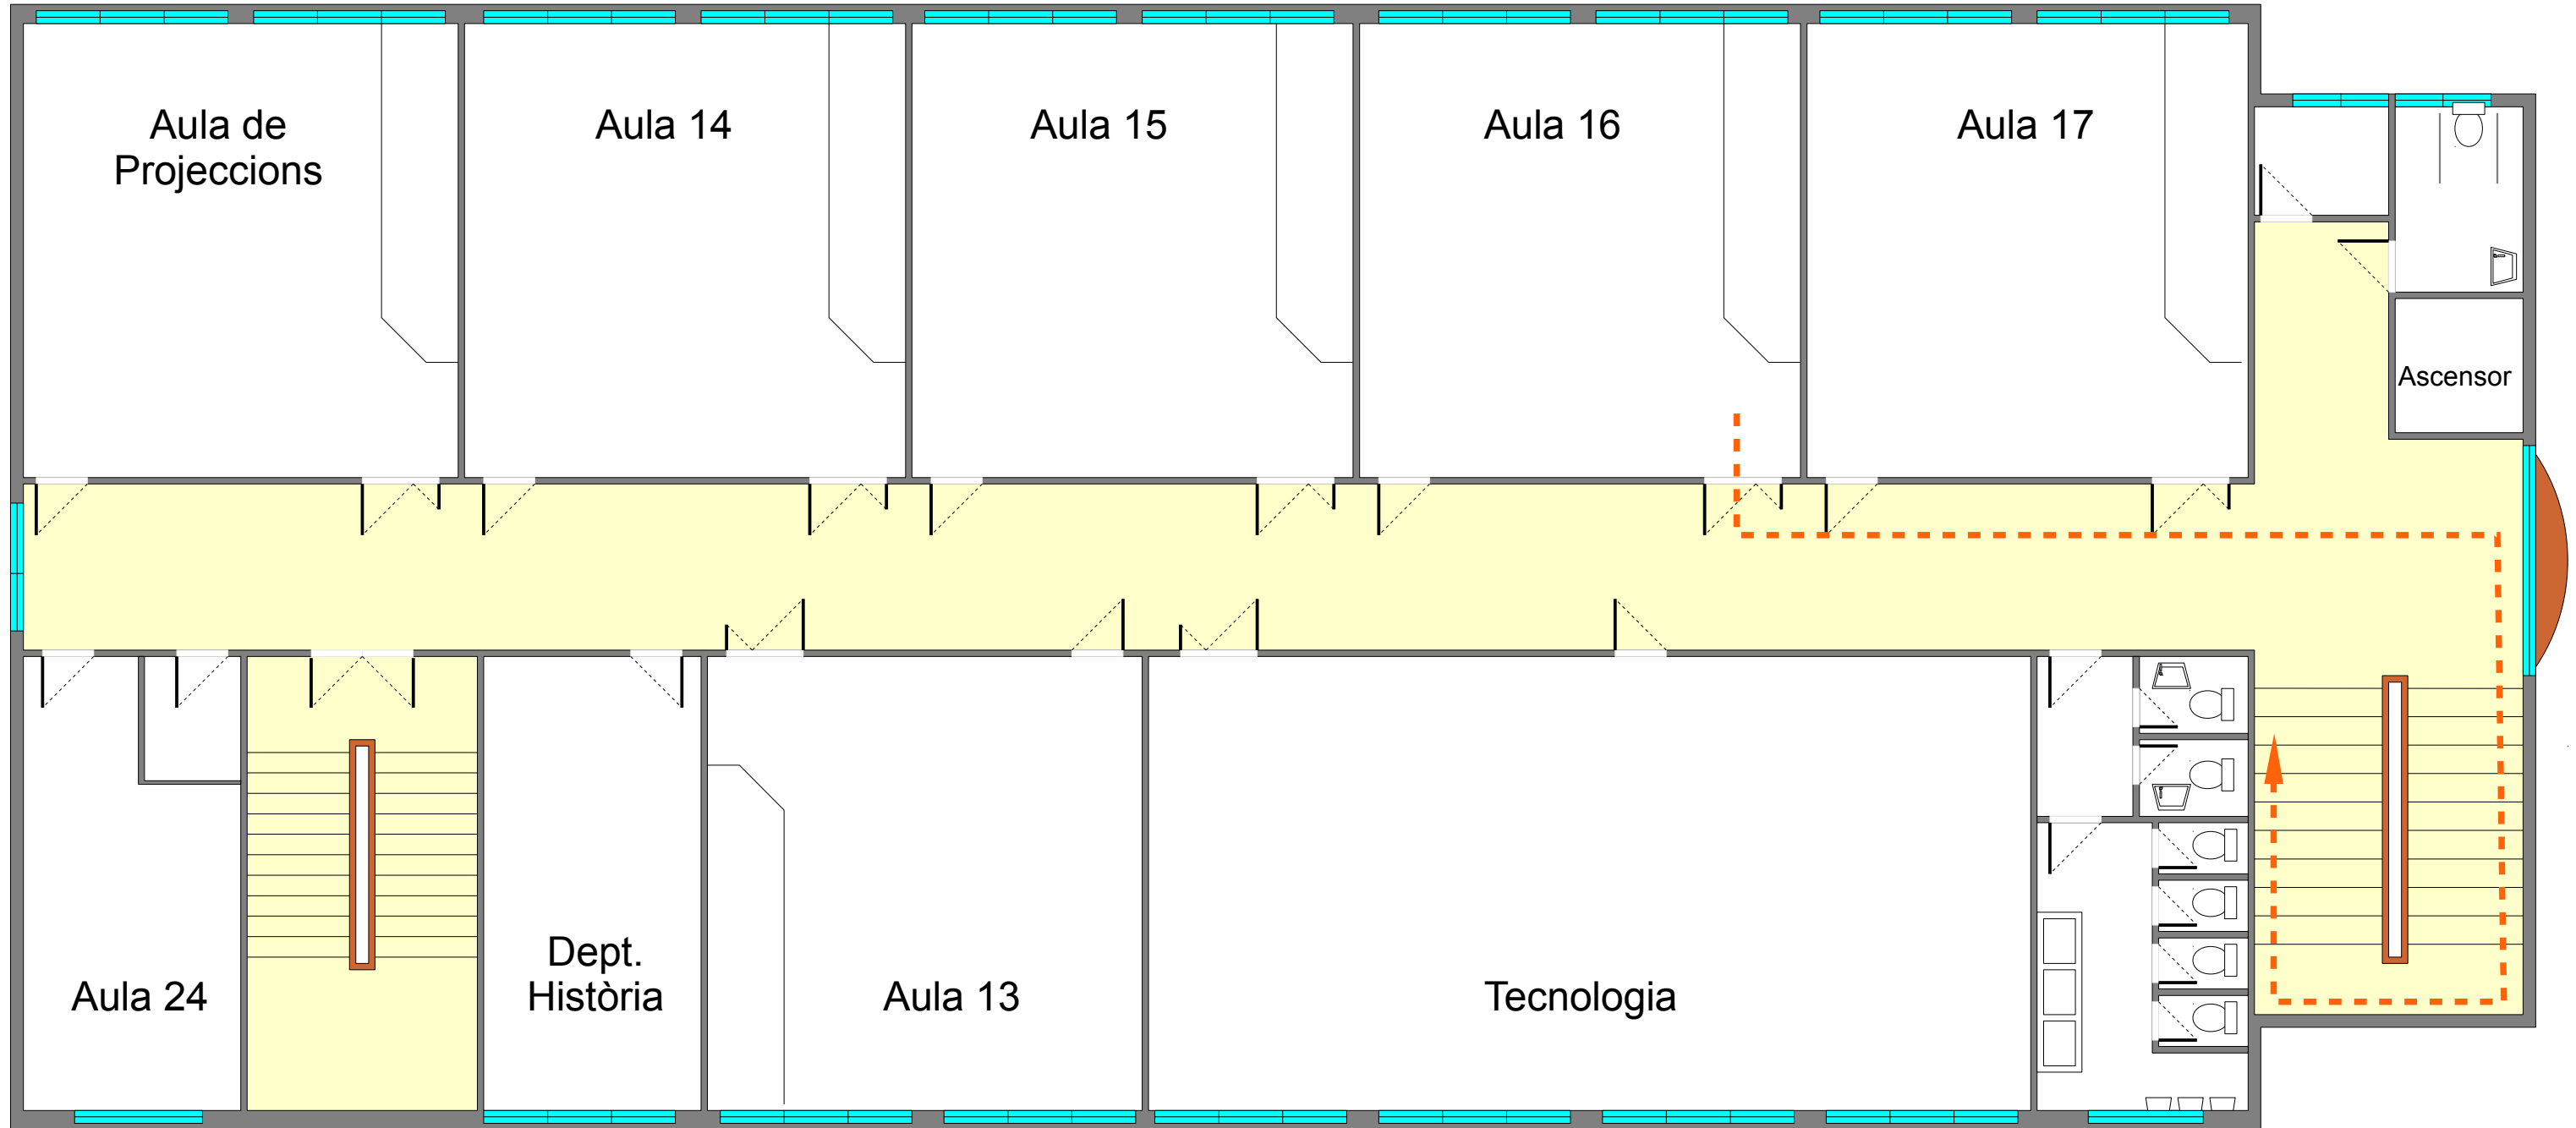 Aula de
Projeccions
Aula 14
Aula 15
Aula 16
Aula 17
Ascensor
Aula 24
Dept.
Història
Aula 13
Tecnologia